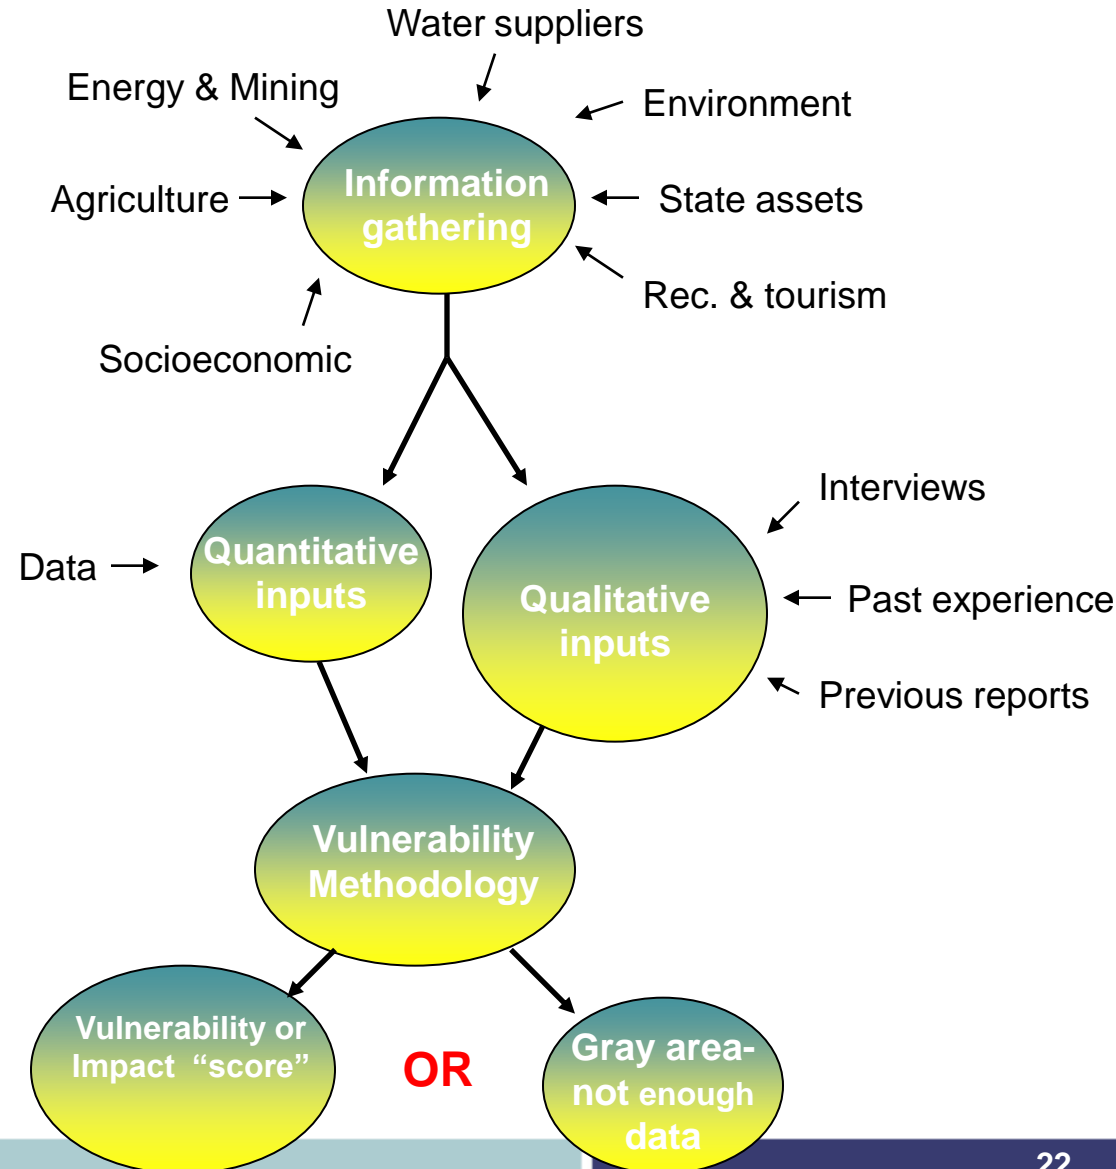 Water suppliers
Energy & Mining
Environment
Information
gathering
Agriculture
State assets
Rec. & tourism
Socioeconomic
Interviews
Quantitative
inputs
Data
Qualitative
inputs
Past experience
Previous reports
Vulnerability
Methodology
Vulnerability or
Impact “score”
OR
Gray area-
not enough
data
22